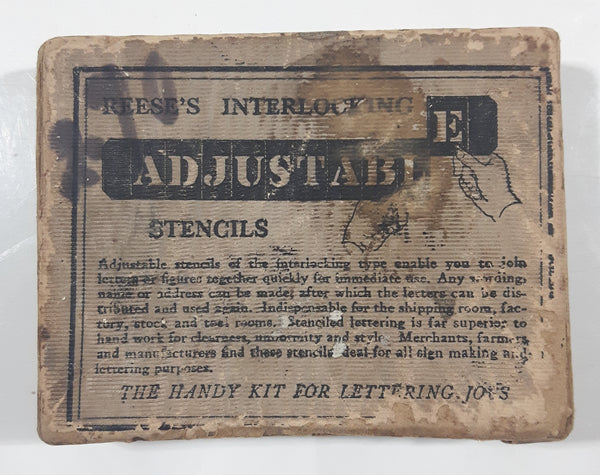 REESE'S INTERLOCKING
ADJUSTABLE
STENCILS
Adjustable stencils of the interlocking type enable you to join
letters or figures together quickly for immediate use. Any wording,
name or address can be made, after which the letters can be dis-
tributed and used again. Indispensable for the shipping room, fac-
tory, stock and tool rooms. Stenciled lettering is far superior to
hand work for clearness, uniformity and style. Merchants, farmers
and manufacturers find these stencils ideal for all sign making and
lettering purposes.
THE HANDY KIT FOR LETTERING JOBS